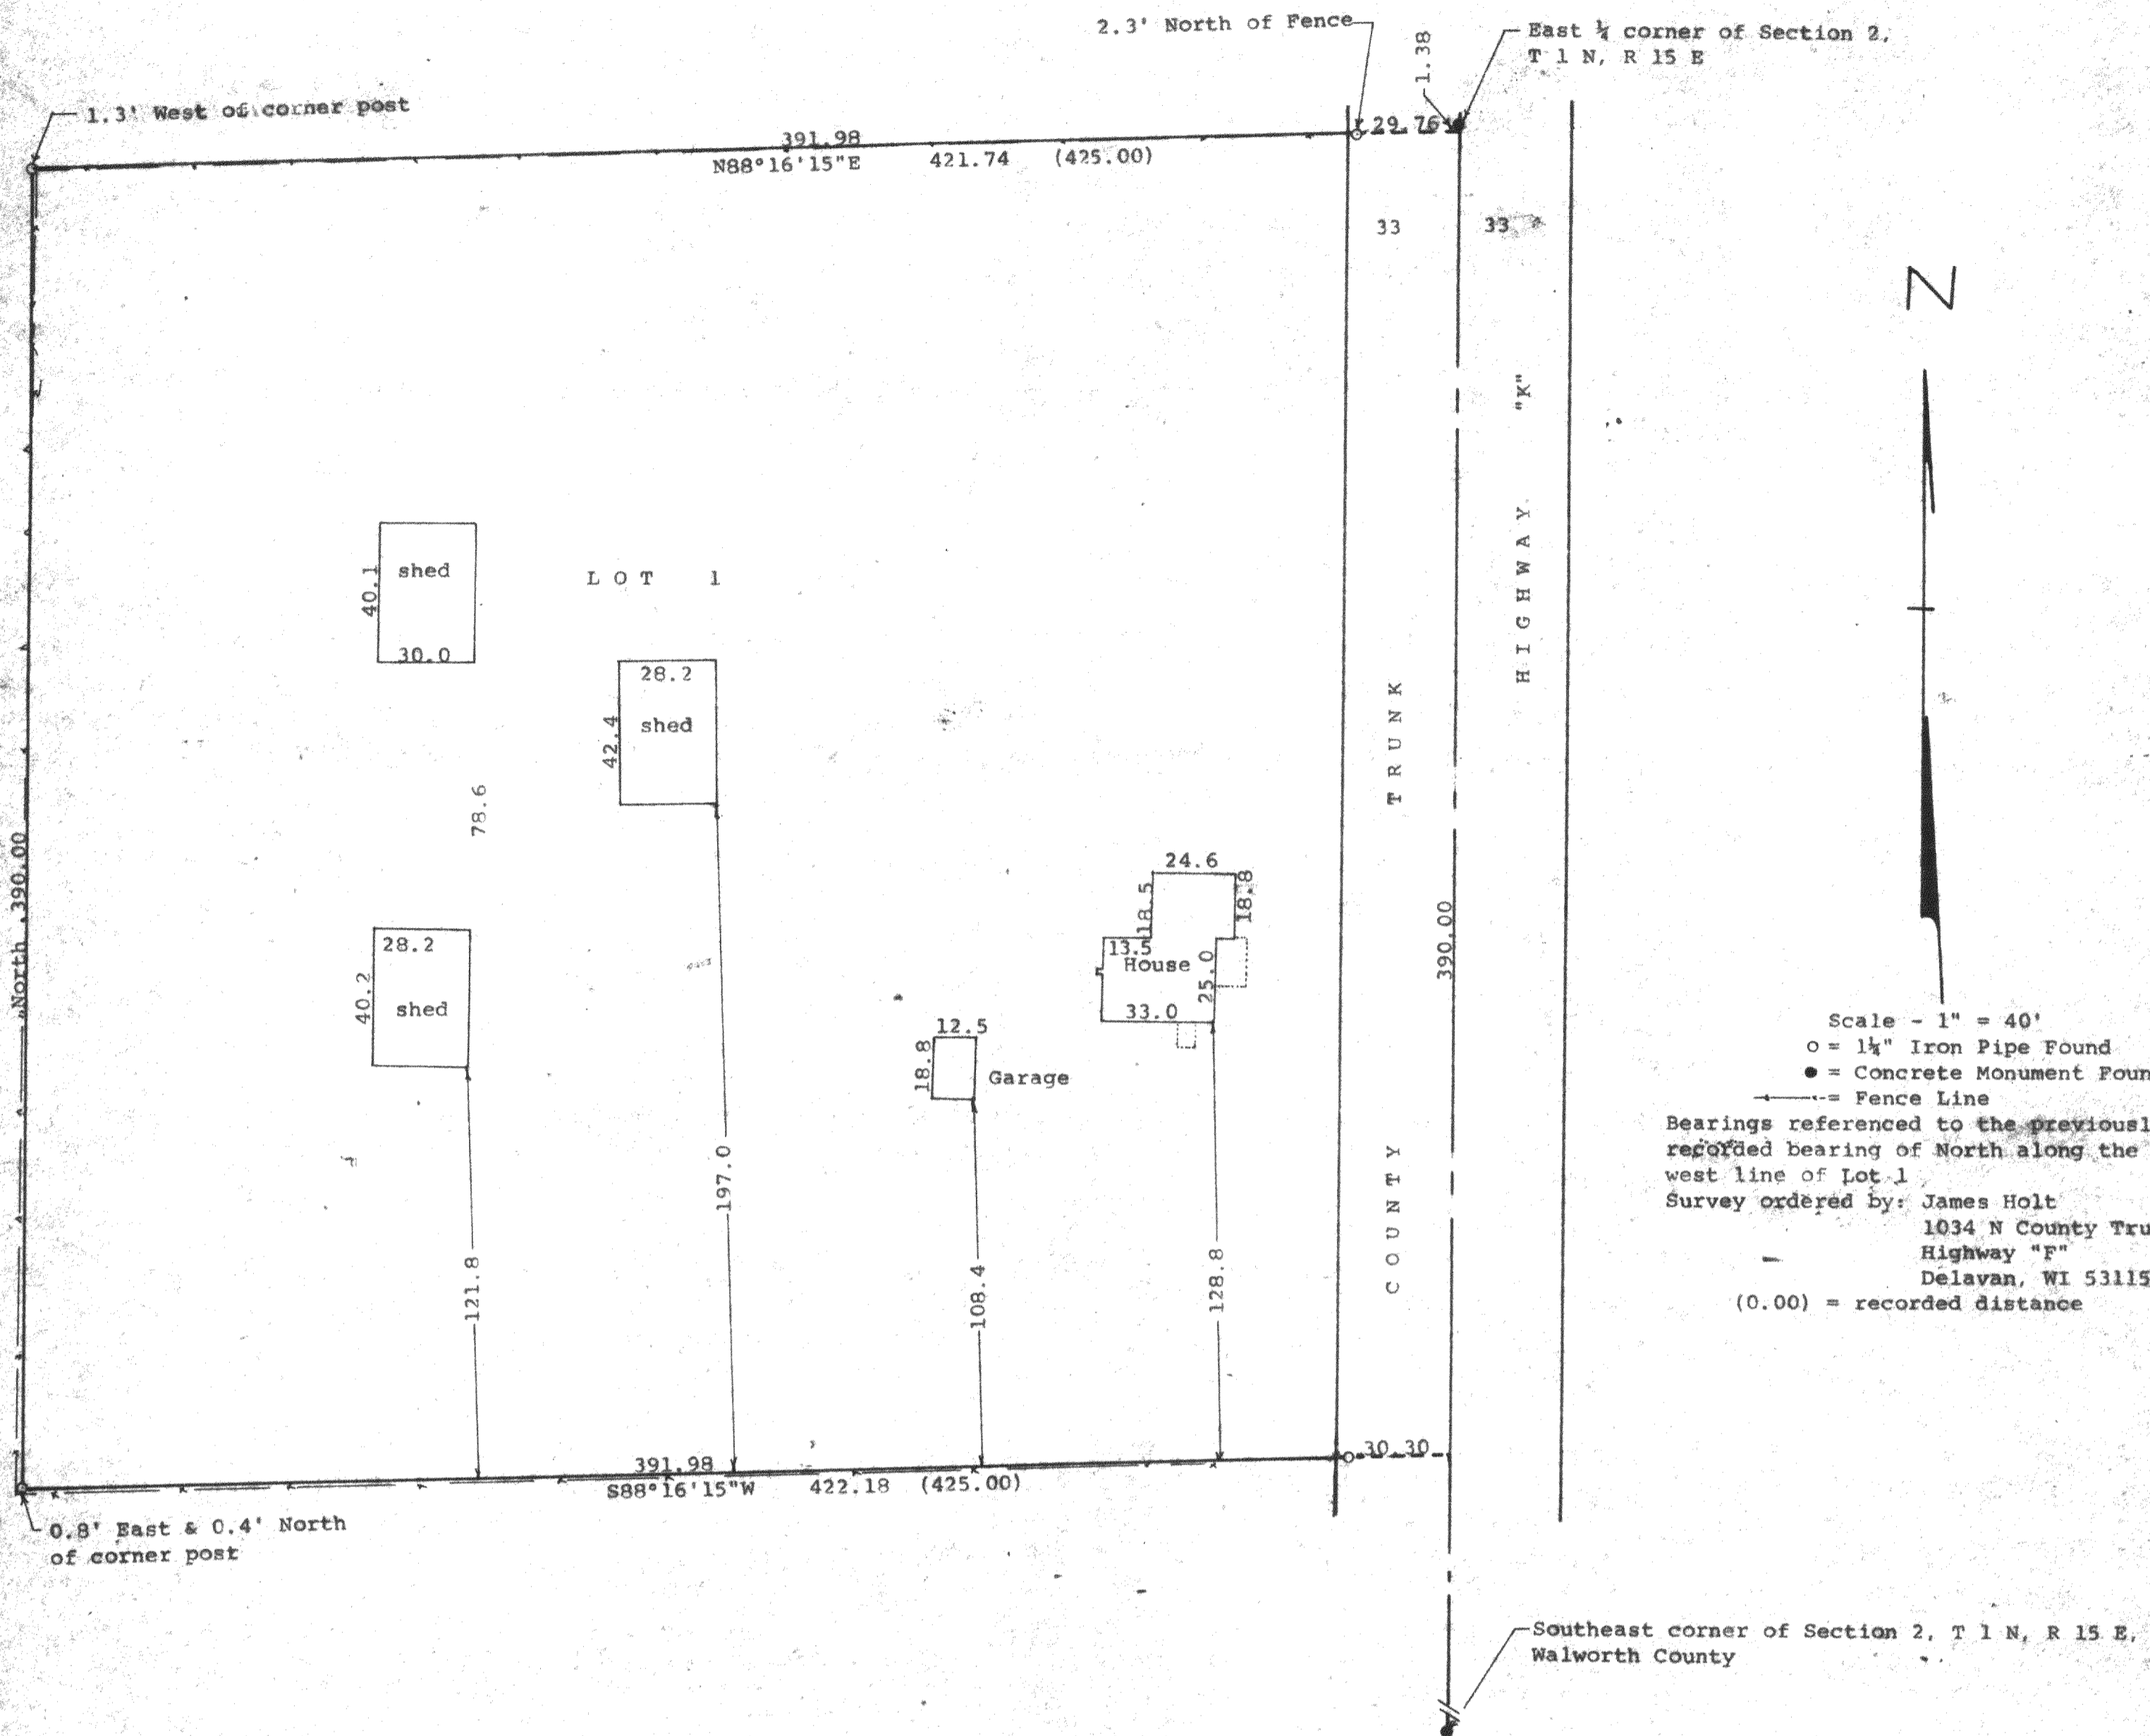 2.3' North of Fence
1.38
East ¼ corner of Section 2,
T 1 N, R 15 E
1.3' West of corner post
391.98
29.76
N88°16'15"E 421.74 (425.00)
33 33
N
"K"
HIGHWAY
TRUNK
COUNTY
shed
40.1
30.0
LOT 1
28.2
shed
42.4
78.6
North 390.00
24.6
18.5
18.8
13.5
House
25.0
33.0
390.00
28.2
40.2
shed
12.5
18.8
Garage
Scale - 1" = 40'
= 1¼" Iron Pipe Found
= Concrete Monument Foun
= Fence Line
Bearings referenced to the previousl
recorded bearing of North along the
west line of Lot 1
Survey ordered by: James Holt
1034 N County Tru
Highway "F"
Delavan, WI 53115
(0.00) = recorded distance
197.0
121.8
108.4
128.8
391.98
30.30
S88°16'15"W 422.18 (425.00)
0.8' East & 0.4' North
of corner post
Southeast corner of Section 2, T 1 N, R 15 E,
Walworth County